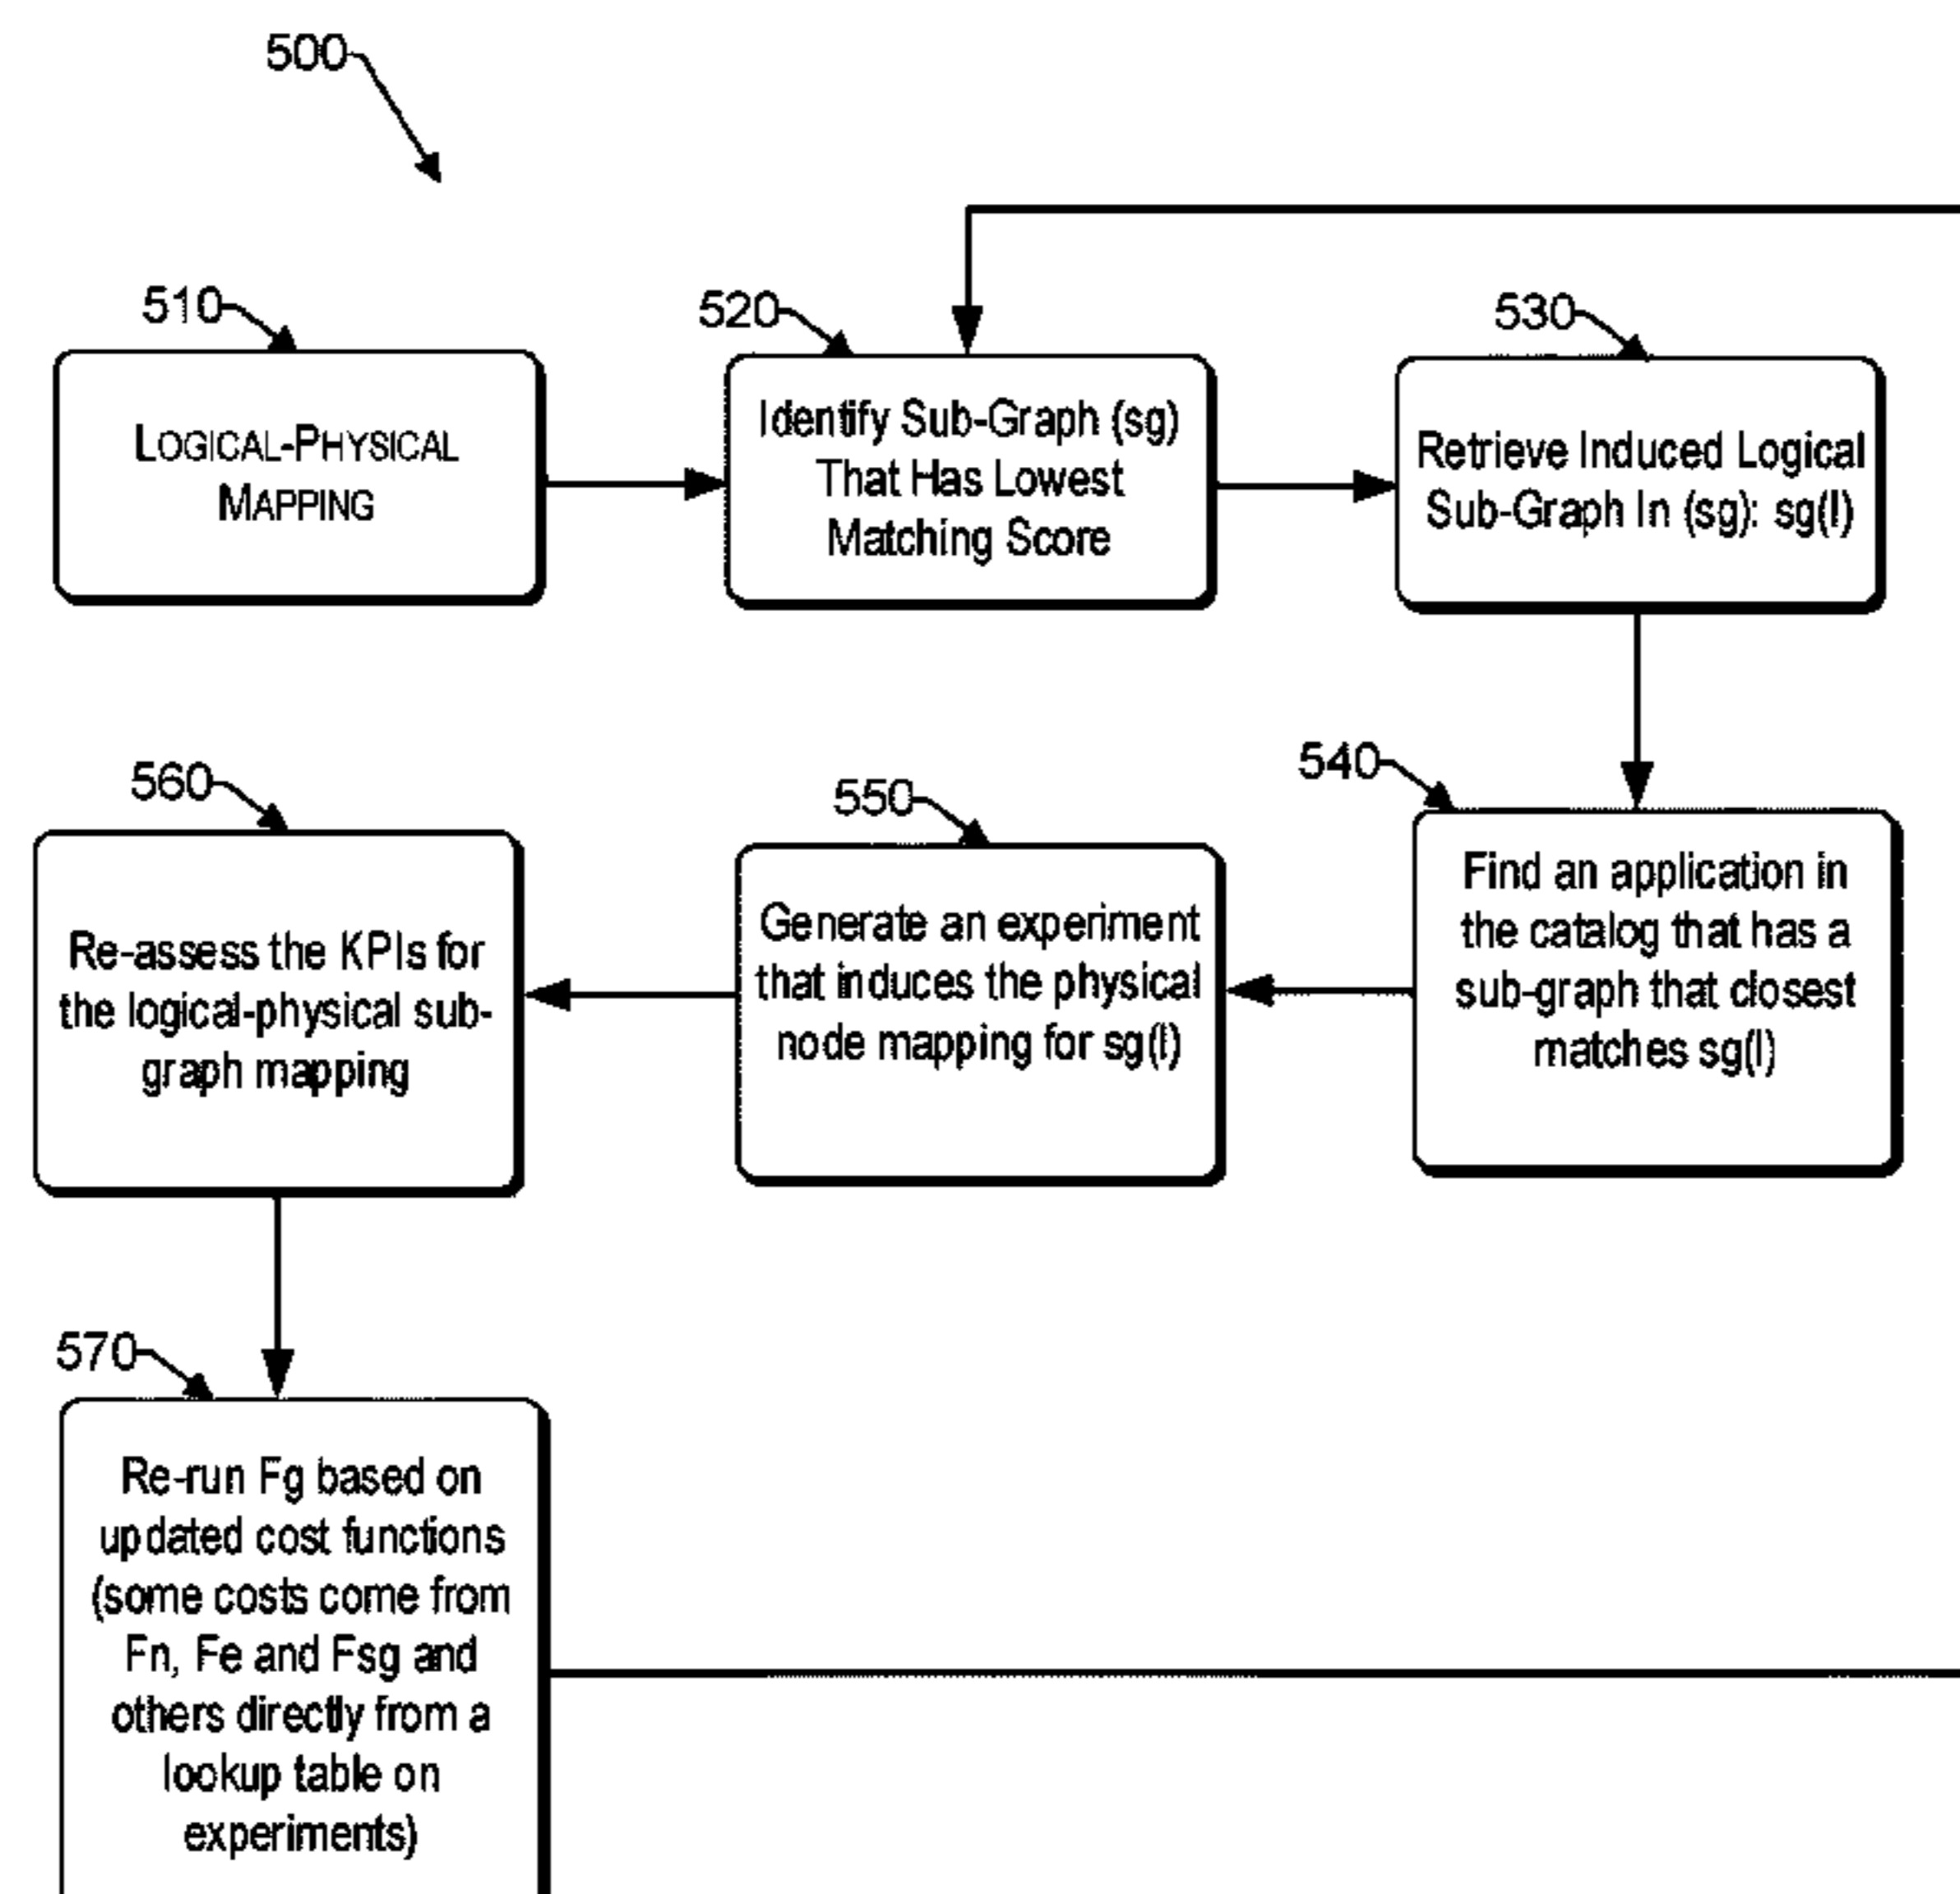 500
510
LOGICAL-PHYSICAL
MAPPING
520
Identify Sub-Graph (sg)
That Has Lowest
Matching Score
530
Retrieve Induced Logical
Sub-Graph In (sg): sg(l)
540
Find an application in
the catalog that has a
sub-graph that closest
matches sg(l)
550
Generate an experiment
that induces the physical
node mapping for sg(l)
560
Re-assess the KPIs for
the logical-physical sub-
graph mapping
570
Re-run Fg based on
updated cost functions
(some costs come from
Fn, Fe and Fsg and
others directly from a
lookup table on
experiments)